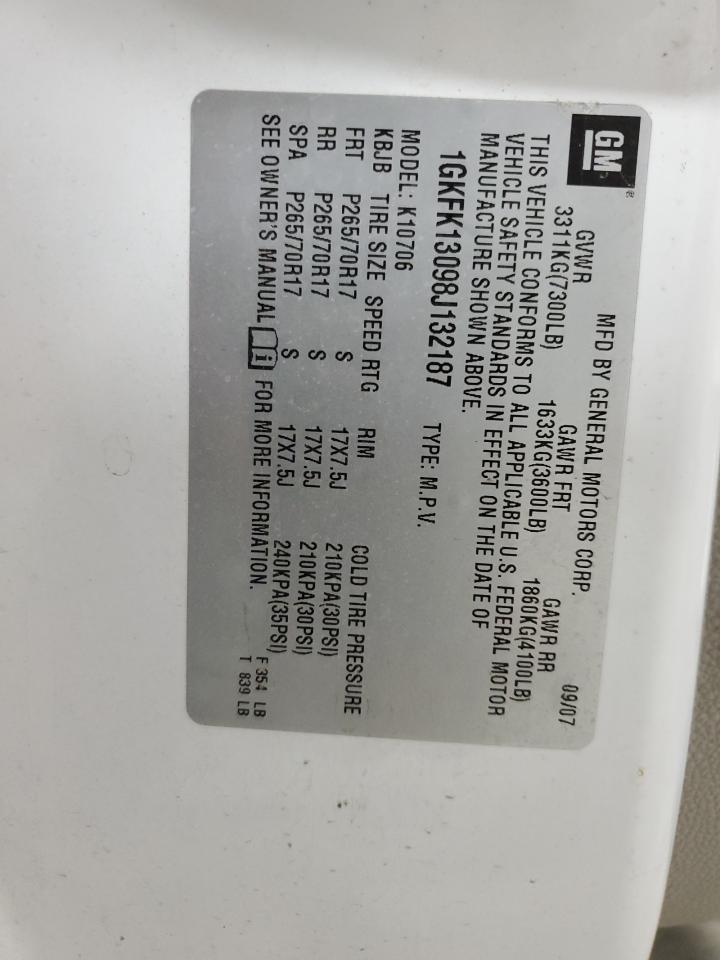 GM®
MFD BY GENERAL MOTORS CORP. 09/07
GVWR GAWR FRT GAWR RR
3311KG(7300LB) 1633KG(3600LB) 1860KG(4100LB)
THIS VEHICLE CONFORMS TO ALL APPLICABLE U.S. FEDERAL MOTOR
VEHICLE SAFETY STANDARDS IN EFFECT ON THE DATE OF
MANUFACTURE SHOWN ABOVE.
1GKFK13098J132187 TYPE: M.P.V.
MODEL: K10706
KBJB TIRE SIZE SPEED RTG RIM COLD TIRE PRESSURE
FRT P265/70R17 S 17X7.5J 210KPA(30PSI)
RR P265/70R17 S 17X7.5J 210KPA(30PSI)
SPA P265/70R17 S 17X7.5J 240KPA(35PSI)
SEE OWNER'S MANUAL i FOR MORE INFORMATION.
F 354 LB
T 839 LB